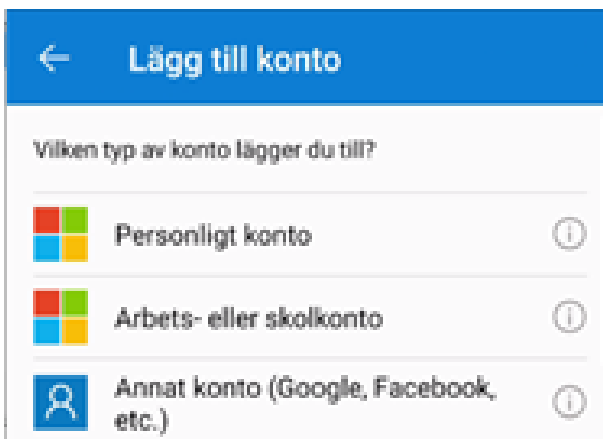 Lägg till konto
Vilken typ av konto lägger du till?
Personligt konto
Arbets- eller skolkonto
Annat konto (Google, Facebook,
etc.)